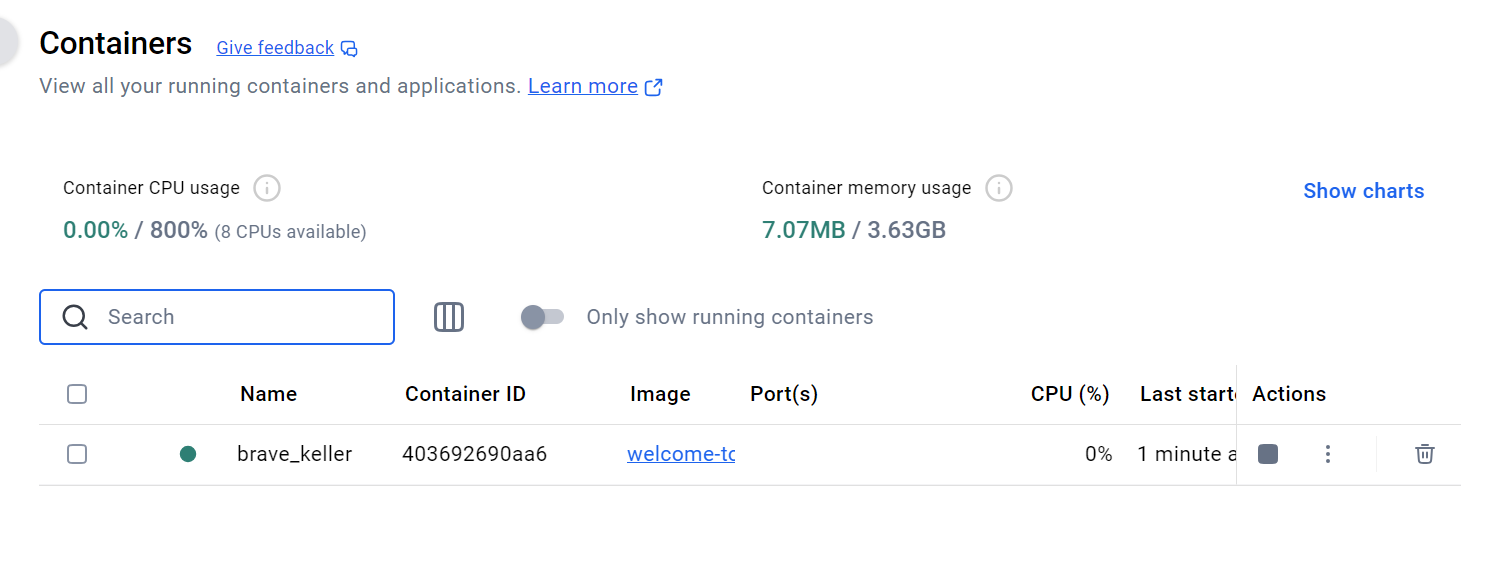 Containers Give feedback
View all your running containers and applications. Learn more
Container CPU usage
0.00% / 800% (8 CPUs available)
Container memory usage
7.07MB / 3.63GB
Show charts
Search
Only show running containers
Name Container ID Image Port(s) CPU (%) Last starte Actions
brave_keller 403692690aa6 welcome-to 0% 1 minute a